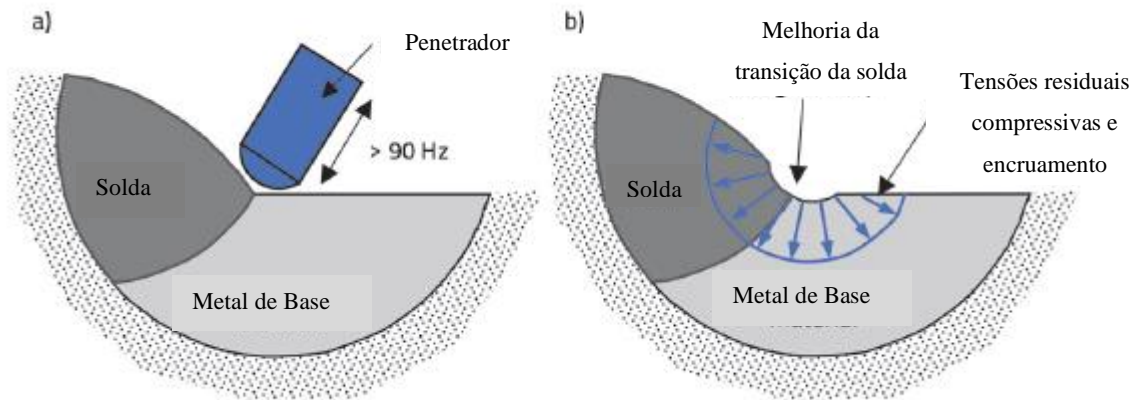 a)
Penetrador
> 90 Hz
Solda
Metal de Base
b)
Melhoria da
transição da solda
Tensões residuais
compressivas e
encruamento
Solda
Metal de Base